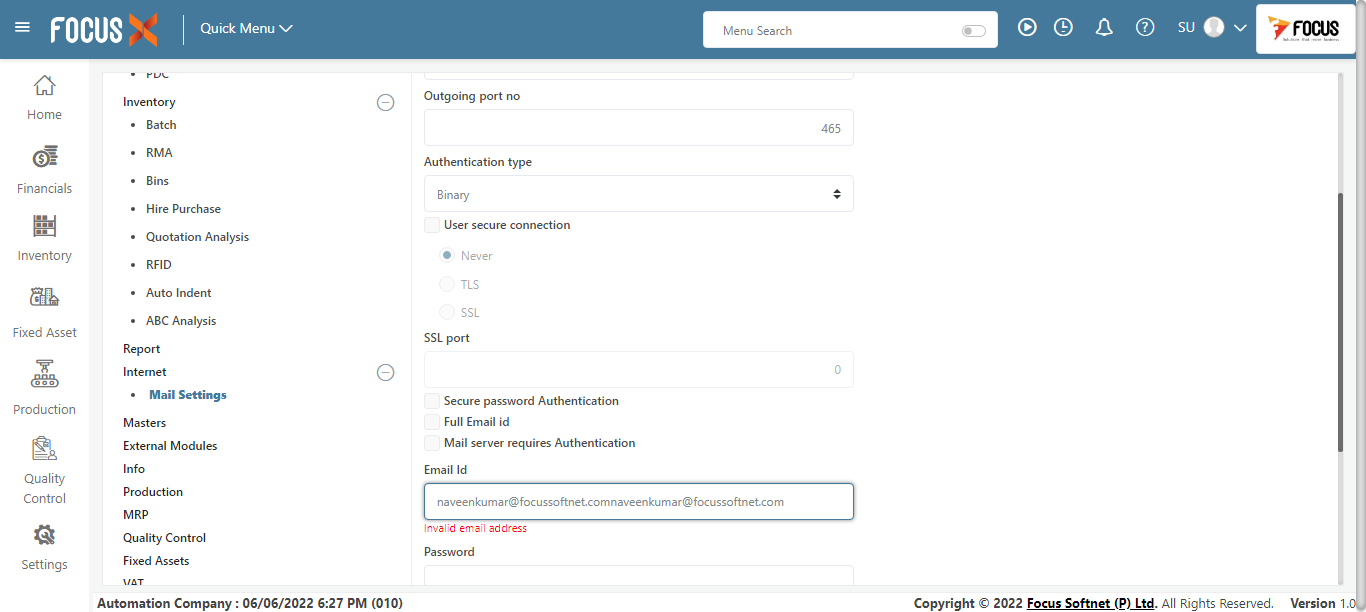 FOCUS X
Quick Menu
Menu Search
SU
FOCUS
Home
Financials
Inventory
Fixed Asset
Production
Quality
Control
Settings
PDC
Inventory
Batch
RMA
Bins
Hire Purchase
Quotation Analysis
RFID
Auto Indent
ABC Analysis
Report
Internet
Mail Settings
Masters
External Modules
Info
Production
MRP
Quality Control
Fixed Assets
VAT
Outgoing port no
465
Authentication type
Binary
User secure connection
Never
TLS
SSL
SSL port
0
Secure password Authentication
Full Email id
Mail server requires Authentication
Email Id
naveenkumar@focussoftnet.comnaveenkumar@focussoftnet.com
Invalid email address
Password
Automation Company : 06/06/2022 6:27 PM (010)
Copyright © 2022 Focus Softnet (P) Ltd. All Rights Reserved. Version 1.0